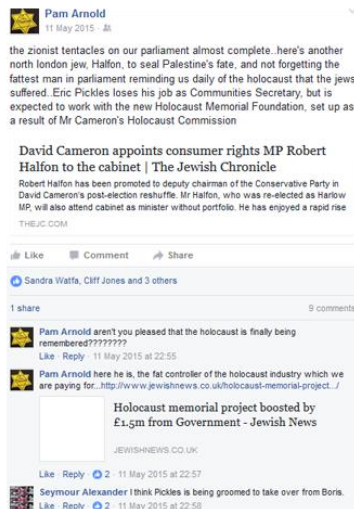 Pam Arnold
11 May 2015 ·
the zionist tentacles on our parliament almost complete..here's another
north london jew, Halfon, to seal Palestine's fate, and not forgetting the
fattest man in parliament reminding us daily of the holocaust that the jews
suffered..Eric Pickles loses his job as Communities Secretary, but is
expected to work with the new Holocaust Memorial Foundation, set up as
a result of Mr Cameron's Holocaust Commission
David Cameron appoints consumer rights MP Robert
Halfon to the cabinet | The Jewish Chronicle
Robert Halfon has been promoted to deputy chairman of the Conservative Party in
David Cameron's post-election reshuffle. Mr Halfon, who was re-elected as Harlow
MP, will also attend cabinet as minister without portfolio. He has enjoyed a rapid rise
THEJC.COM
Like Comment Share
Sandra Watfa, Cliff Jones and 3 others
1 share 9 comments
Pam Arnold aren't you pleased that the holocaust is finally being
remembered????????
Like · Reply · 11 May 2015 at 22:55
Pam Arnold here he is, the fat controller of the holocaust industry which we
are paying for...http://www.jewishnews.co.uk/holocaust-memorial-project.../
Holocaust memorial project boosted by
£1.5m from Government - Jewish News
JEWISHNEWS.CO.UK
Like · Reply · 2 · 11 May 2015 at 22:57
Seymour Alexander I think Pickles is being groomed to take over from Boris.
Like · Reply · 2 · 11 May 2015 at 22:58